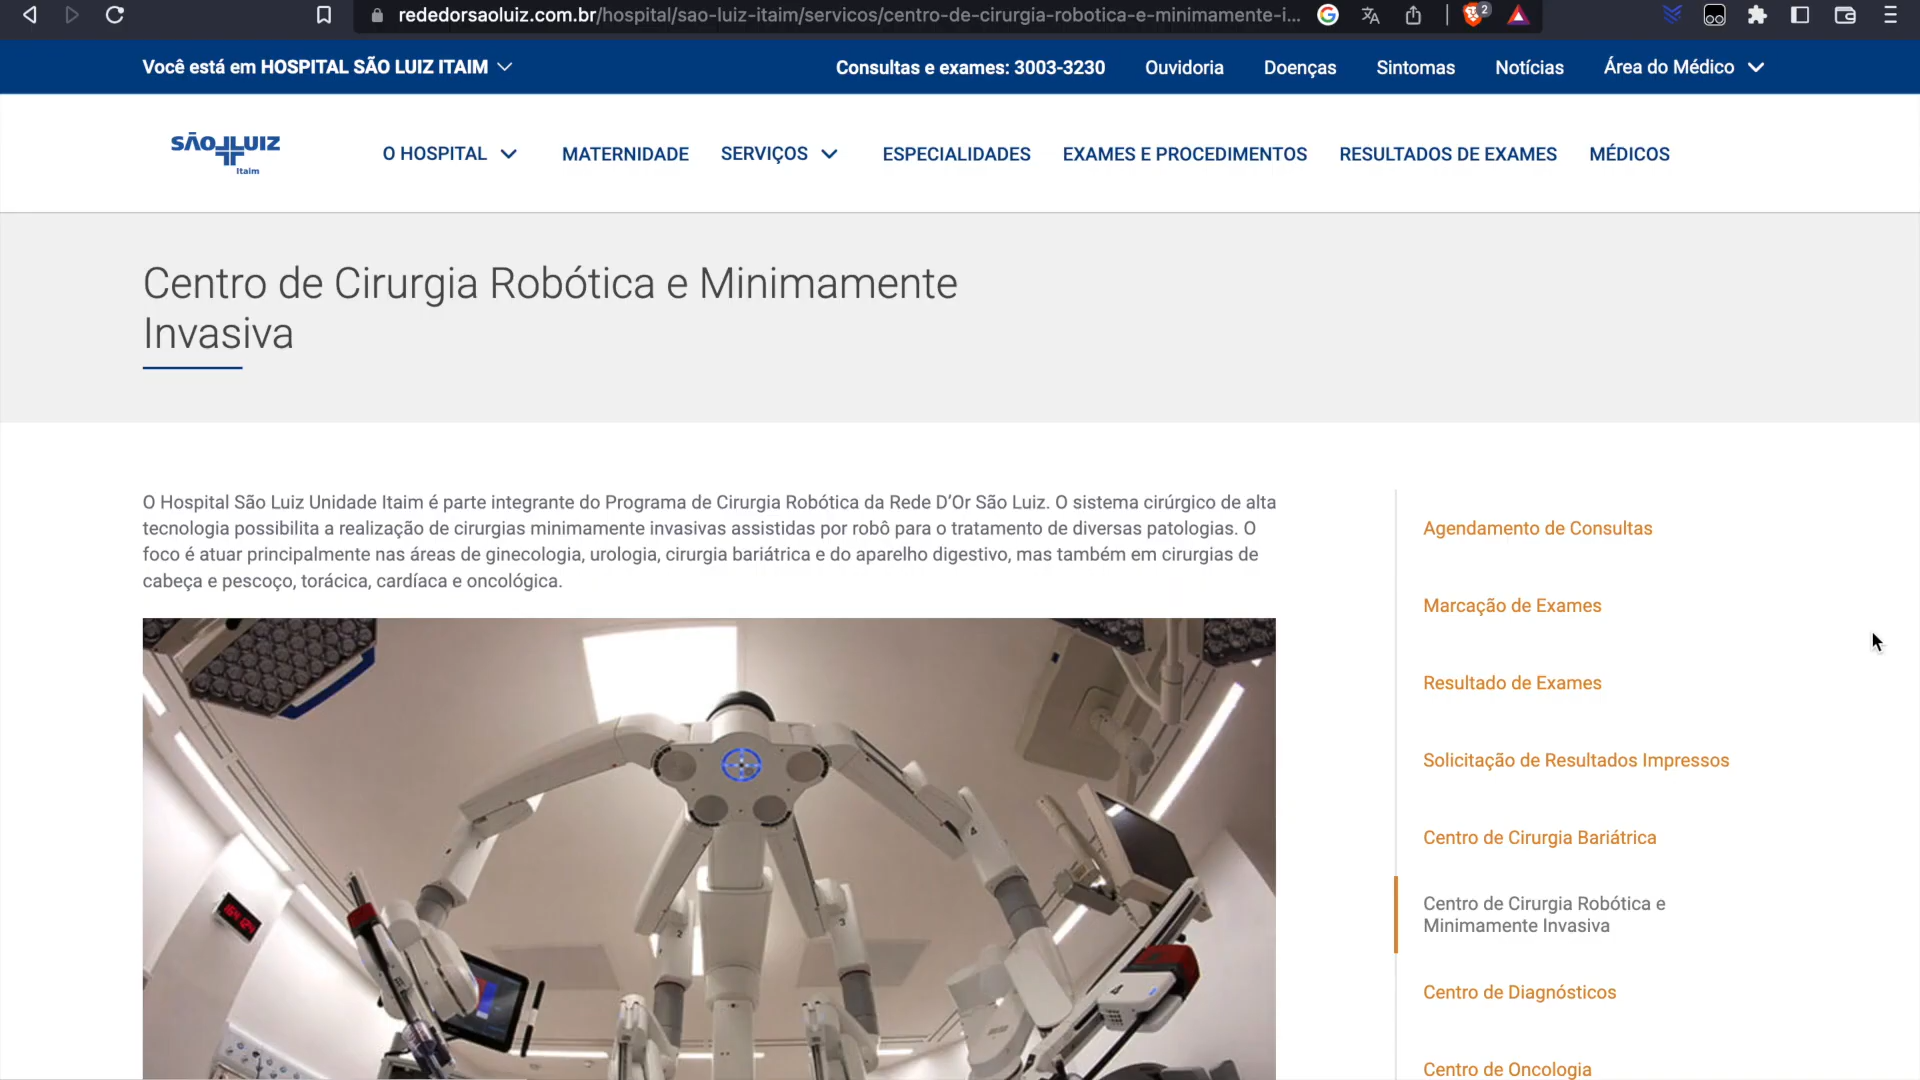 rededorsaoluiz.com.br/hospital/sao-luiz-itaim/servicos/centro-de-cirurgia-robotica-e-minimamente-i...
2
Você está em HOSPITAL SÃO LUIZ ITAIM
Consultas e exames: 3003-3230
Ouvidoria
Doenças
Sintomas
Notícias
Área do Médico
SÃO LUIZ
Itaim
O HOSPITAL
MATERNIDADE
SERVIÇOS
ESPECIALIDADES
EXAMES E PROCEDIMENTOS
RESULTADOS DE EXAMES
MÉDICOS
Centro de Cirurgia Robótica e Minimamente
Invasiva
O Hospital São Luiz Unidade Itaim é parte integrante do Programa de Cirurgia Robótica da Rede D’Or São Luiz. O sistema cirúrgico de alta
tecnologia possibilita a realização de cirurgias minimamente invasivas assistidas por robô para o tratamento de diversas patologias. O
foco é atuar principalmente nas áreas de ginecologia, urologia, cirurgia bariátrica e do aparelho digestivo, mas também em cirurgias de
cabeça e pescoço, torácica, cardíaca e oncológica.
4
2
3
4
Agendamento de Consultas
Marcação de Exames
Resultado de Exames
Solicitação de Resultados Impressos
Centro de Cirurgia Bariátrica
Centro de Cirurgia Robótica e
Minimamente Invasiva
Centro de Diagnósticos
Centro de Oncologia